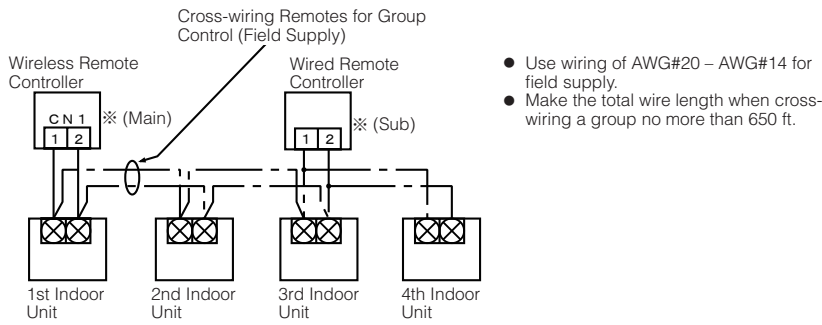 Cross-wiring Remotes for Group
Control (Field Supply)
Wireless Remote
Controller
CN1
※ (Main)
1 2
Wired Remote
Controller
※ (Sub)
1 2
1st Indoor
Unit
2nd Indoor
Unit
3rd Indoor
Unit
4th Indoor
Unit
● Use wiring of AWG#20 – AWG#14 for
field supply.
● Make the total wire length when cross-
wiring a group no more than 650 ft.